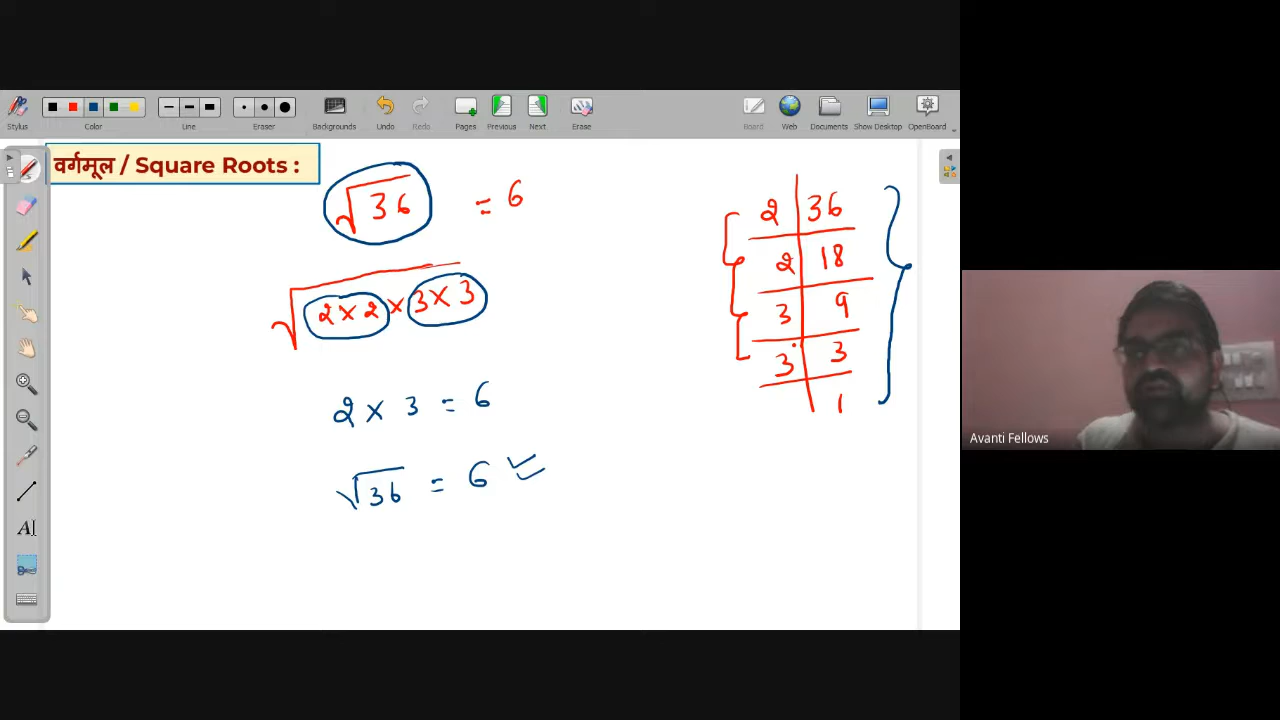 Stylus
Color
Line
Eraser
Backgrounds
Undo
Redo
Pages
Previous
Next
Erase
Board
Web
Documents
Show Desktop
OpenBoard
वर्गमूल / Square Roots :
√36 = 6
√2 × 2 × 3 × 3
2 × 3 = 6
√36 = 6
2 | 36
2 | 18
3 | 9
3 | 3
1
AI
Avanti Fellows